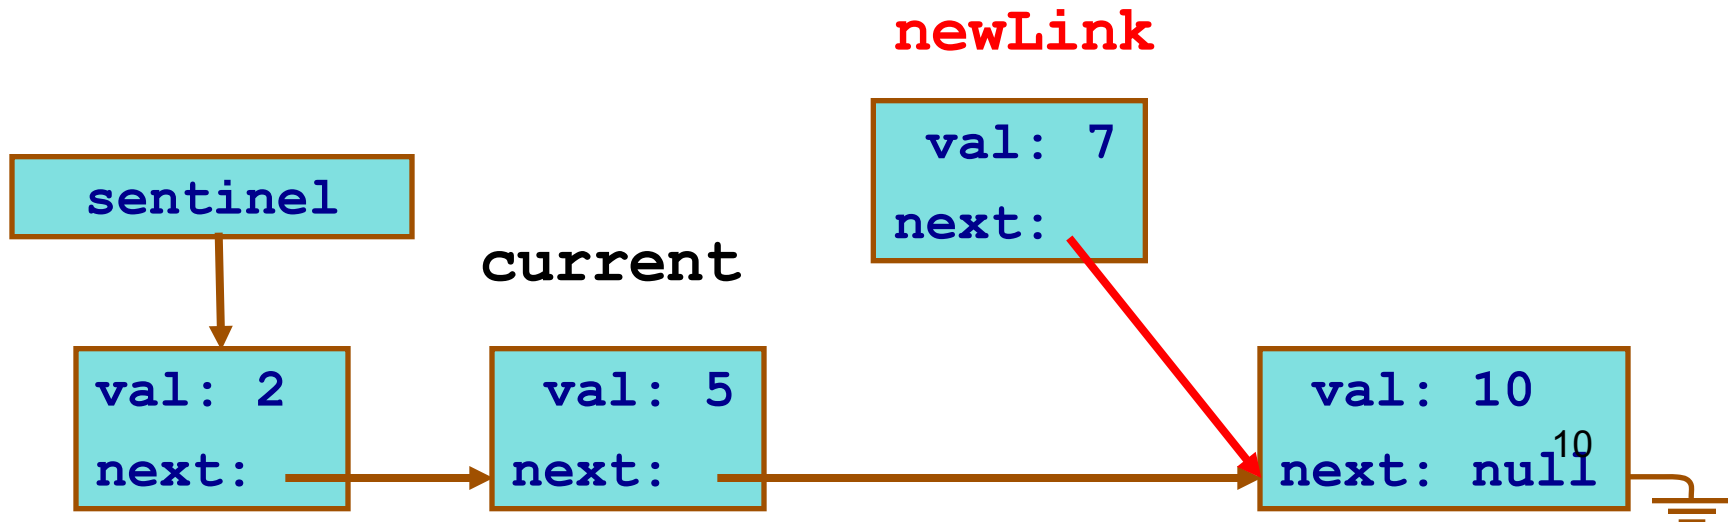 newLink
val: 7
next:
sentinel
current
val: 2
next:
val: 5
next:
val: 10
next: null
10